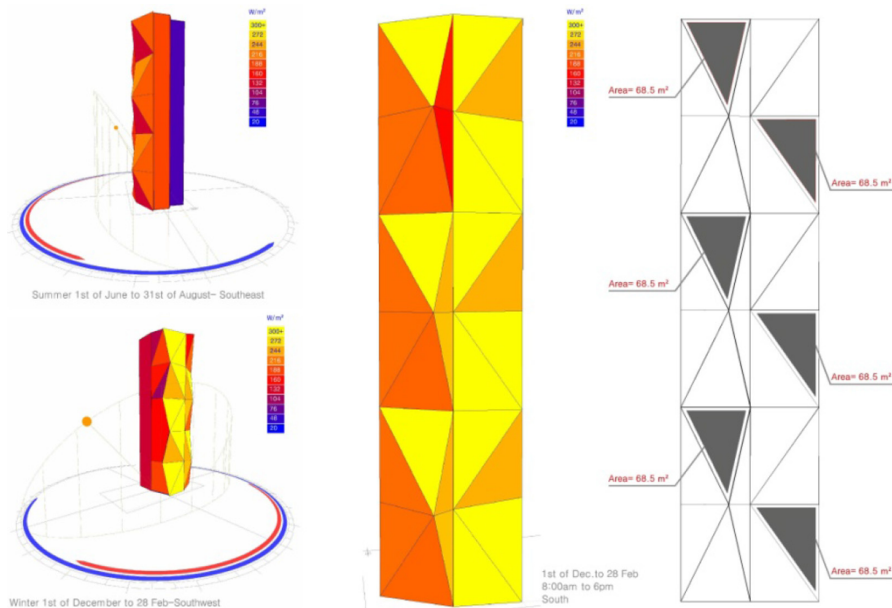 W/m²
300+
272
244
216
188
160
132
104
76
48
20
Summer 1st of June to 31st of August- Southeast
W/m²
300+
272
244
216
188
160
132
104
76
48
20
Winter 1st of December to 28 Feb-Southwest
W/m²
300+
272
244
216
188
160
132
104
76
48
20
1st of Dec.to 28 Feb
8:00am to 6pm
South
Area= 68.5 m²
Area= 68.5 m²
Area= 68.5 m²
Area= 68.5 m²
Area= 68.5 m²
Area= 68.5 m²